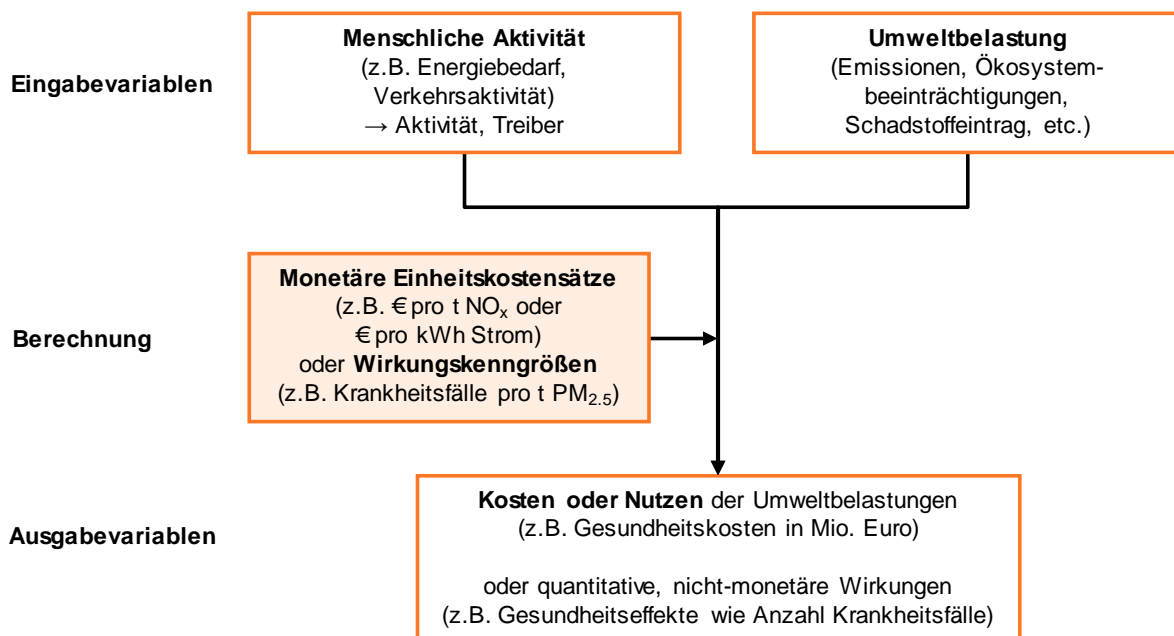 Menschliche Aktivität
(z.B. Energiebedarf,
Verkehrsaktivität)
→ Aktivität, Treiber
Umweltbelastung
(Emissionen, Ökosystem-
beeinträchtigungen,
Schadstoffeintrag, etc.)
Eingabevariablen
Monetäre Einheitskostensätze
(z.B. € pro t NOx oder
€ pro kWh Strom)
oder Wirkungskenngrößen
(z.B. Krankheitsfälle pro t PM2.5)
Berechnung
Kosten oder Nutzen der Umweltbelastungen
(z.B. Gesundheitskosten in Mio. Euro)
oder quantitative, nicht-monetäre Wirkungen
(z.B. Gesundheitseffekte wie Anzahl Krankheitsfälle)
Ausgabevariablen